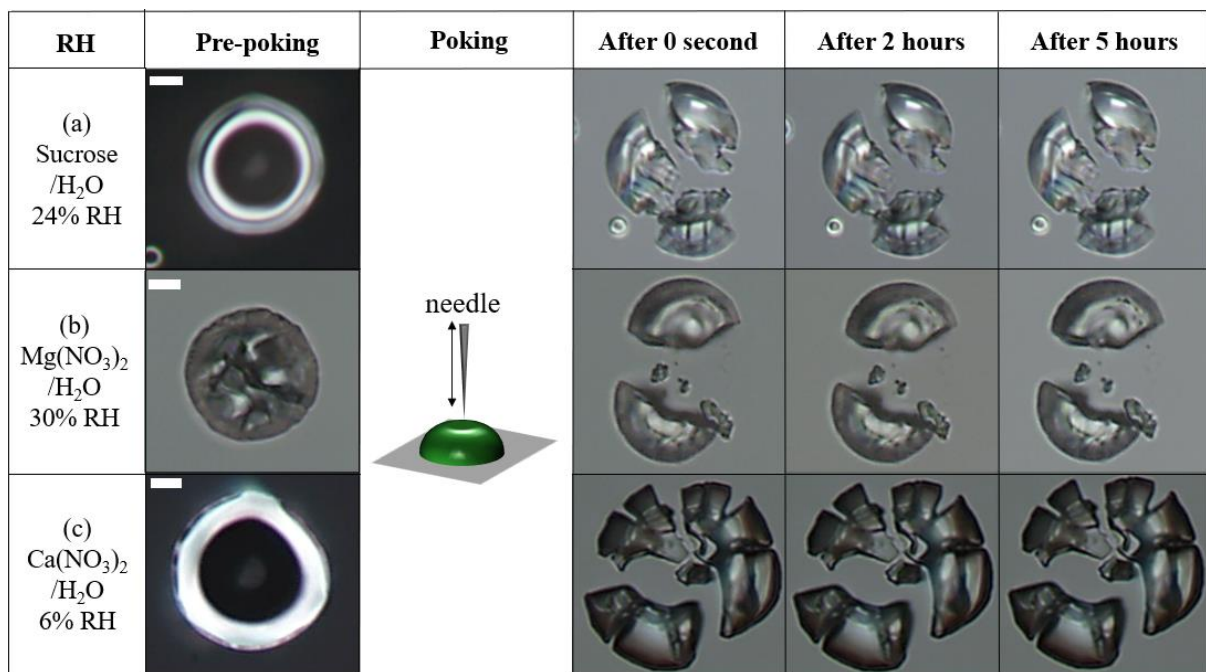 RH
Pre-poking
Poking
After 0 second
After 2 hours
After 5 hours
(a)
Sucrose
/H₂O
24% RH
needle
(b)
Mg(NO₃)₂
/H₂O
30% RH
(c)
Ca(NO₃)₂
/H₂O
6% RH